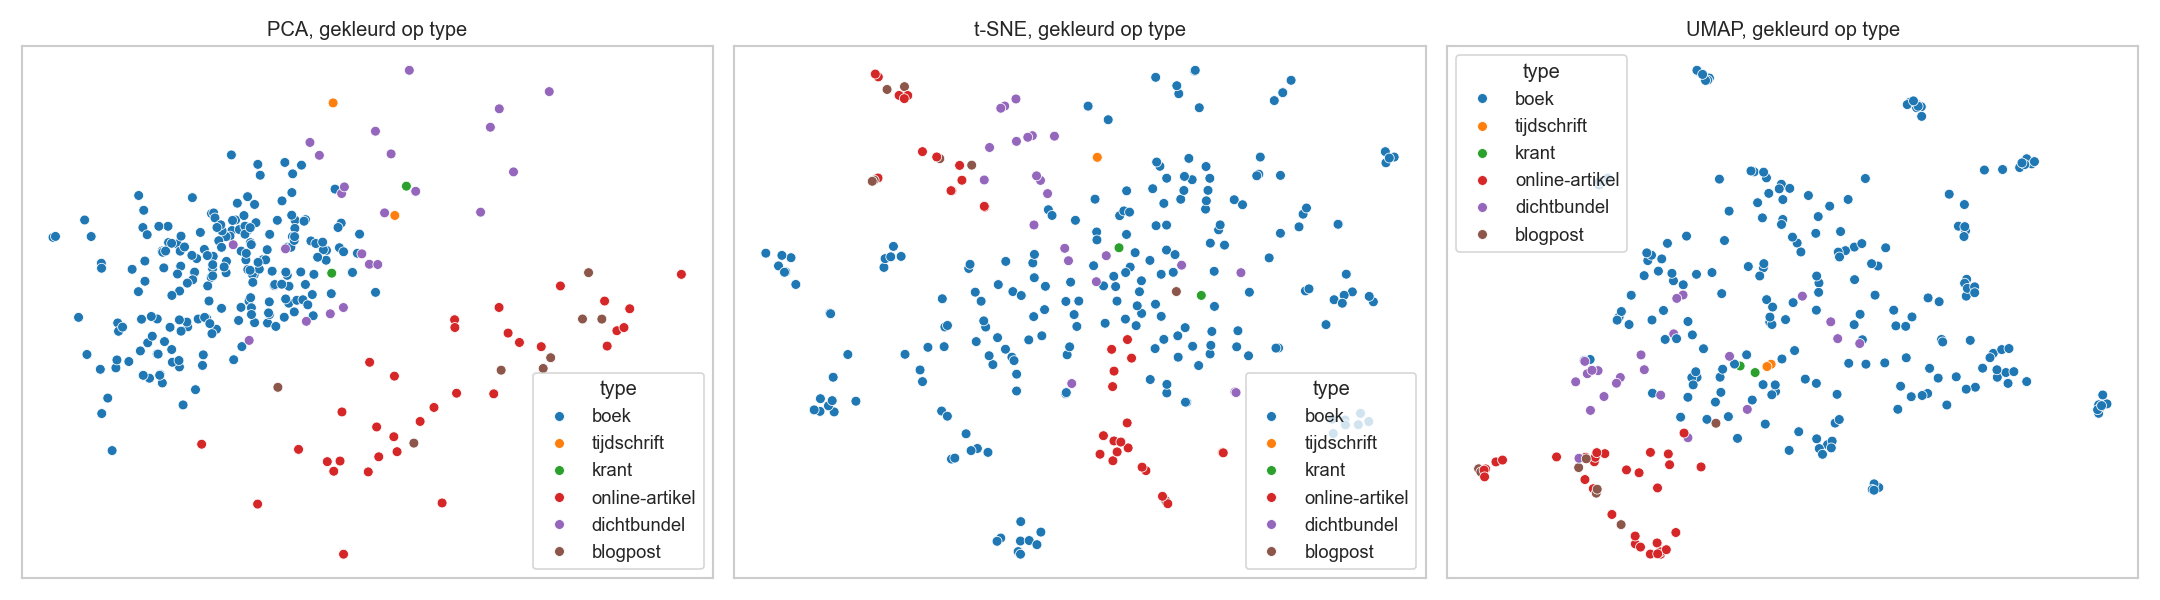 PCA, gekleurd op type
type
boek
tijdschrift
krant
online-artikel
dichtbundel
blogpost
t-SNE, gekleurd op type
type
boek
tijdschrift
krant
online-artikel
dichtbundel
blogpost
UMAP, gekleurd op type
type
boek
tijdschrift
krant
online-artikel
dichtbundel
blogpost